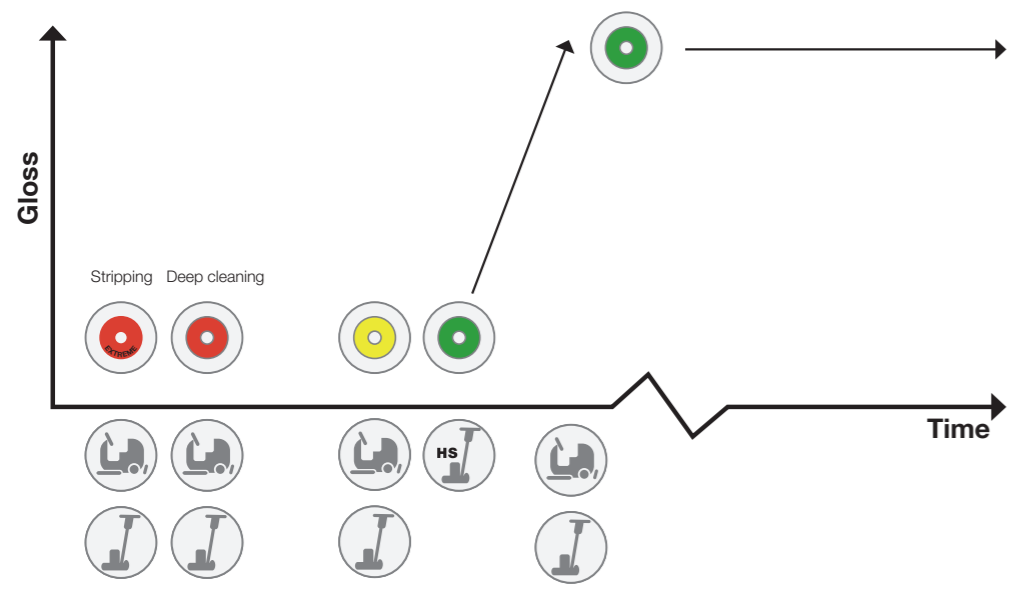 Gloss
Stripping
Deep cleaning
EXTREME
Time
HS